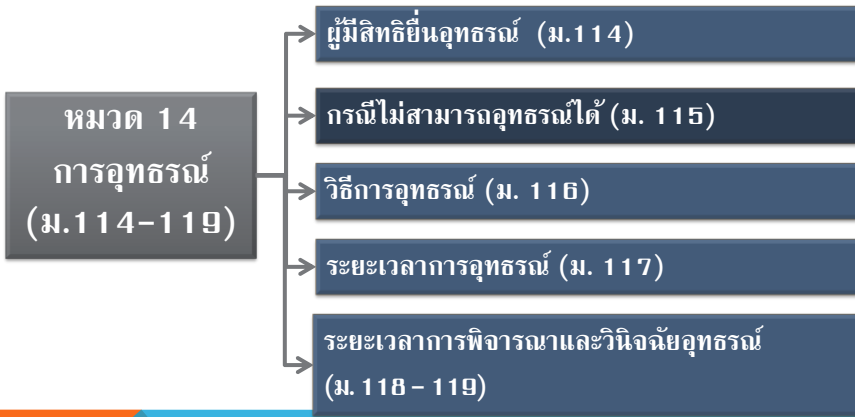 หมวด 14
การอุทธรณ์
(ม.114-119)
ผู้มีสิทธิยื่นอุทธรณ์ (ม.114)
กรณีไม่สามารถอุทธรณ์ได้ (ม. 115)
วิธีการอุทธรณ์ (ม. 116)
ระยะเวลาการอุทธรณ์ (ม. 117)
ระยะเวลาการพิจารณาและวินิจฉัยอุทธรณ์
(ม. 118 – 119)